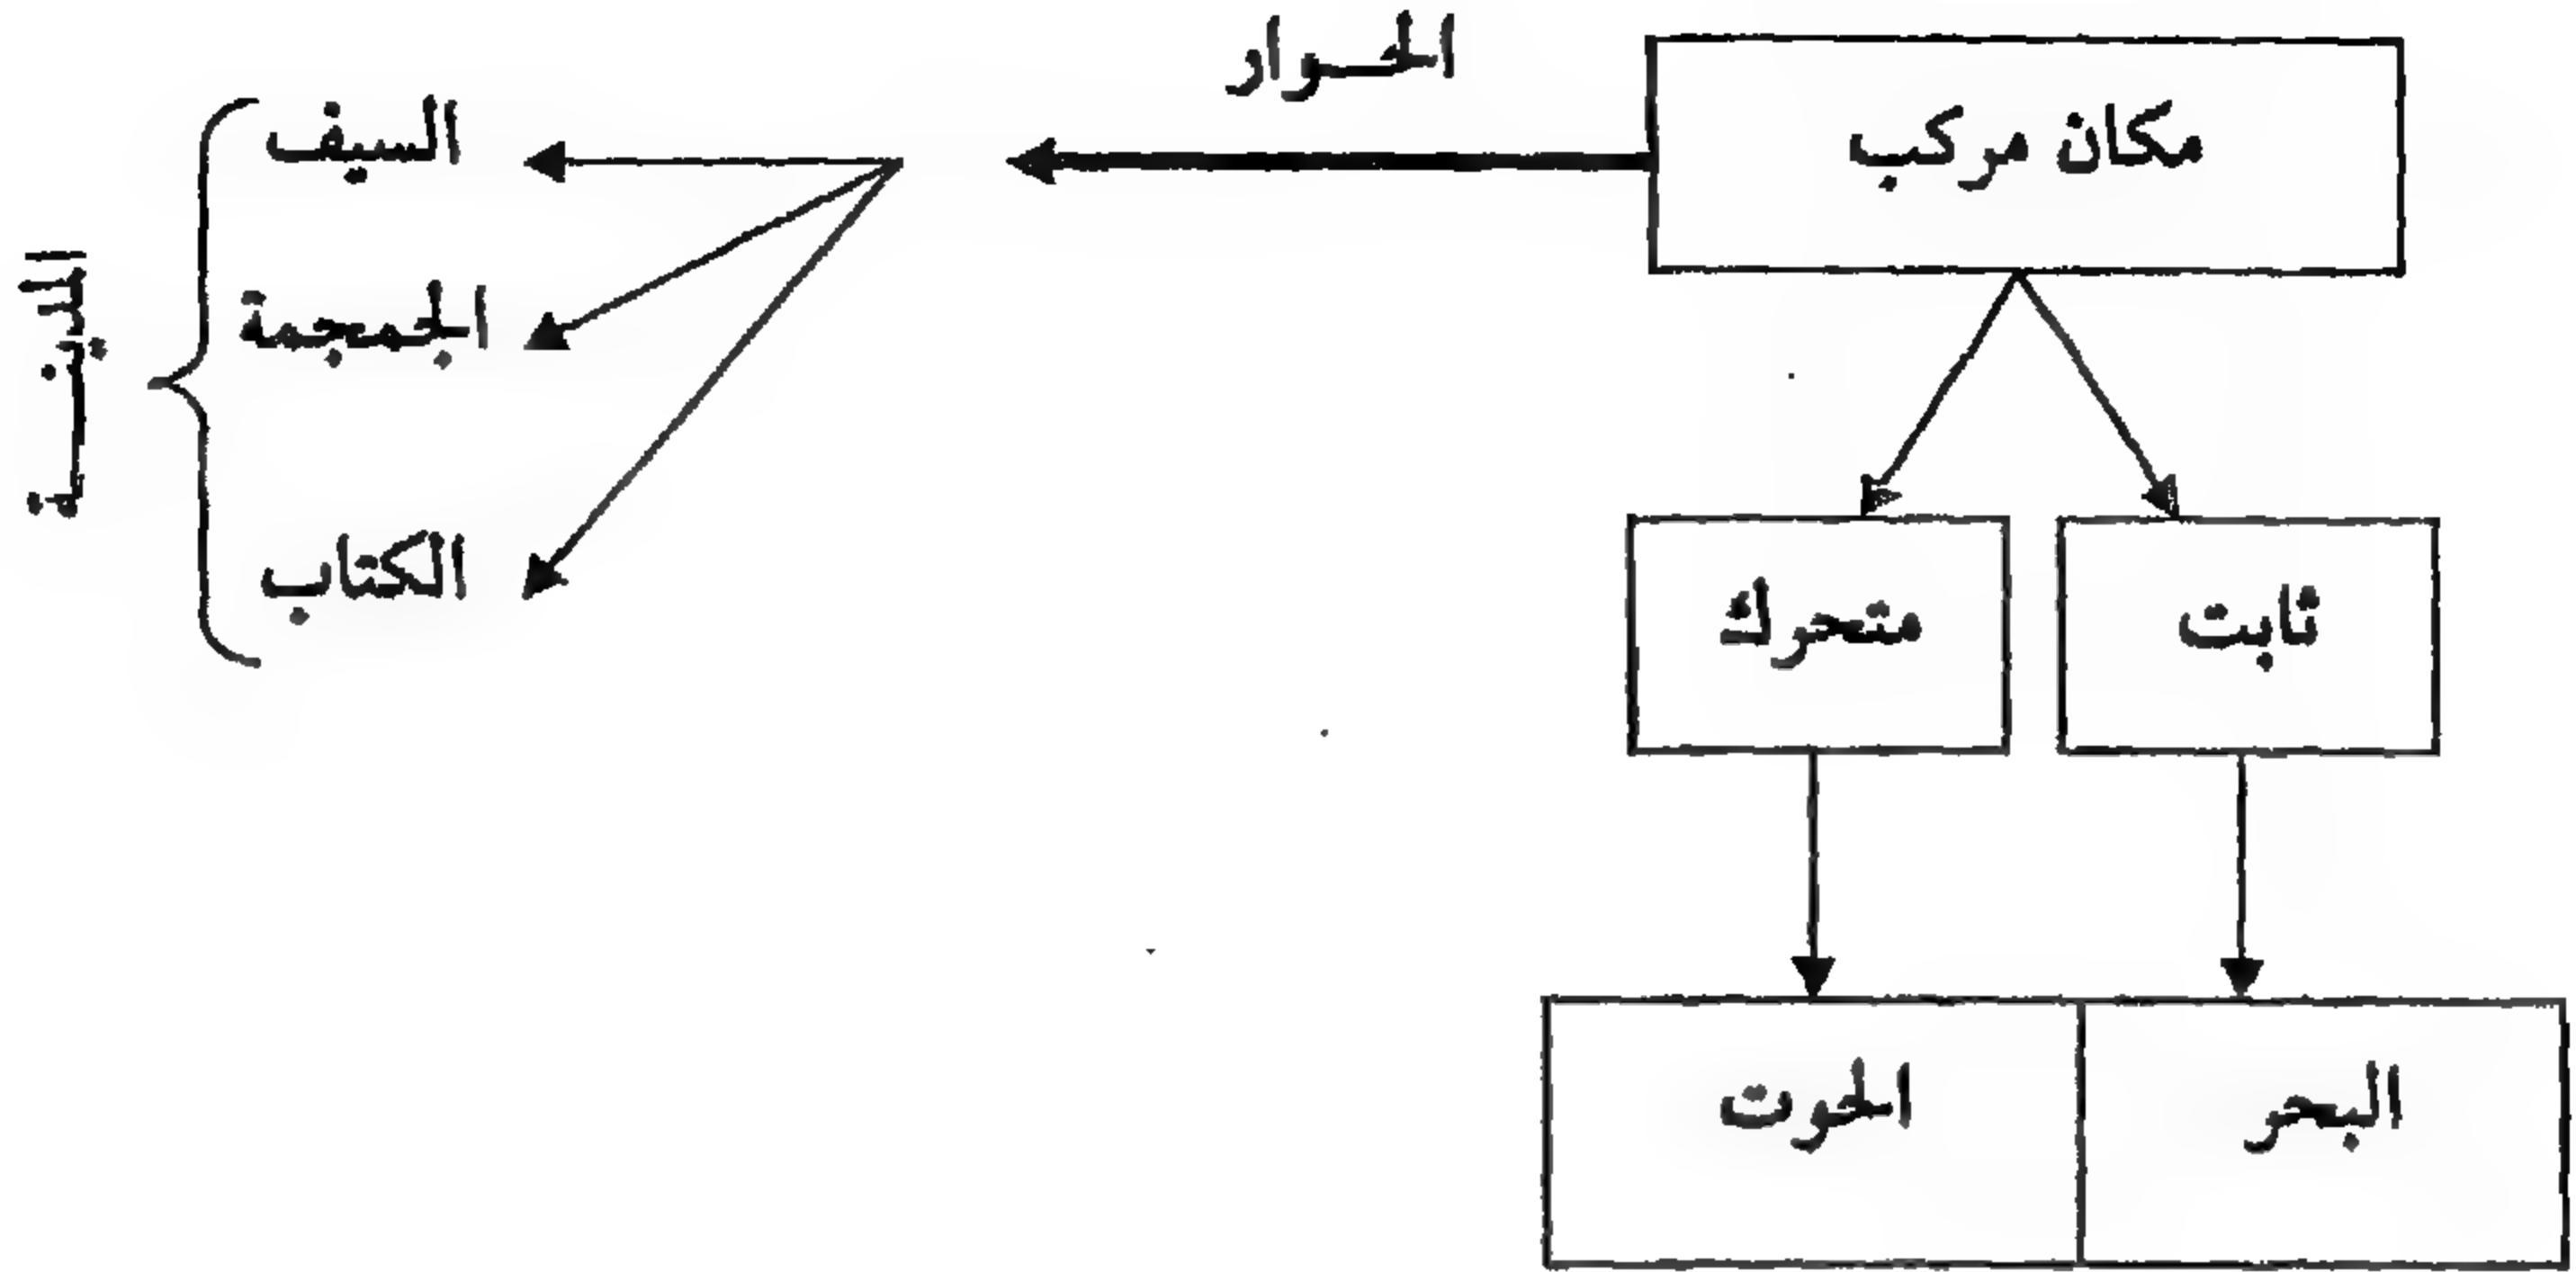 الحوار
مكان مركب
السيف
الجمجمة
الكتاب
المدينة
ثابت
متحرك
البحر
الحوت